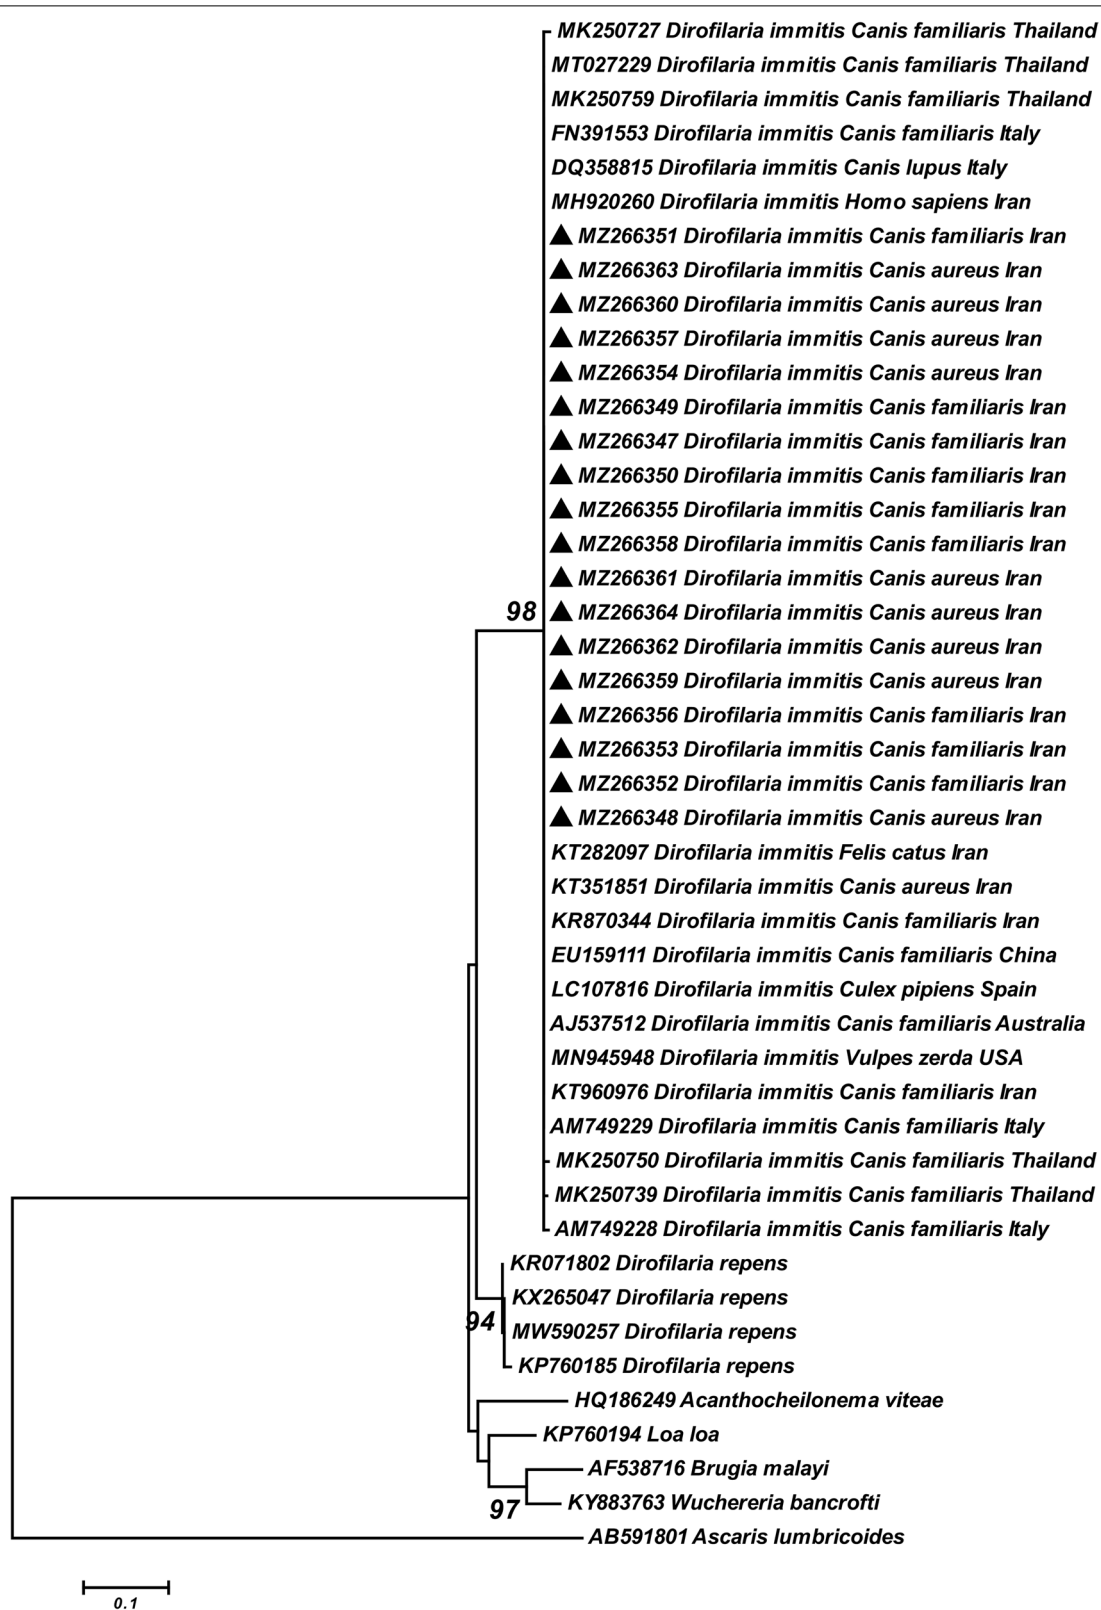 MK250727 Dirofilaria immitis Canis familiaris Thailand
MT027229 Dirofilaria immitis Canis familiaris Thailand
MK250759 Dirofilaria immitis Canis familiaris Thailand
FN391553 Dirofilaria immitis Canis familiaris Italy
DQ358815 Dirofilaria immitis Canis lupus Italy
MH920260 Dirofilaria immitis Homo sapiens Iran
MZ266351 Dirofilaria immitis Canis familiaris Iran
MZ266363 Dirofilaria immitis Canis aureus Iran
MZ266360 Dirofilaria immitis Canis aureus Iran
MZ266357 Dirofilaria immitis Canis aureus Iran
MZ266354 Dirofilaria immitis Canis aureus Iran
MZ266349 Dirofilaria immitis Canis familiaris Iran
MZ266347 Dirofilaria immitis Canis familiaris Iran
MZ266350 Dirofilaria immitis Canis familiaris Iran
MZ266355 Dirofilaria immitis Canis familiaris Iran
MZ266358 Dirofilaria immitis Canis familiaris Iran
MZ266361 Dirofilaria immitis Canis aureus Iran
98
MZ266364 Dirofilaria immitis Canis aureus Iran
MZ266362 Dirofilaria immitis Canis aureus Iran
MZ266359 Dirofilaria immitis Canis aureus Iran
MZ266356 Dirofilaria immitis Canis familiaris Iran
MZ266353 Dirofilaria immitis Canis familiaris Iran
MZ266352 Dirofilaria immitis Canis familiaris Iran
MZ266348 Dirofilaria immitis Canis aureus Iran
KT282097 Dirofilaria immitis Felis catus Iran
KT351851 Dirofilaria immitis Canis aureus Iran
KR870344 Dirofilaria immitis Canis familiaris Iran
EU159111 Dirofilaria immitis Canis familiaris China
LC107816 Dirofilaria immitis Culex pipiens Spain
AJ537512 Dirofilaria immitis Canis familiaris Australia
MN945948 Dirofilaria immitis Vulpes zerda USA
KT960976 Dirofilaria immitis Canis familiaris Iran
AM749229 Dirofilaria immitis Canis familiaris Italy
MK250750 Dirofilaria immitis Canis familiaris Thailand
MK250739 Dirofilaria immitis Canis familiaris Thailand
AM749228 Dirofilaria immitis Canis familiaris Italy
KR071802 Dirofilaria repens
KX265047 Dirofilaria repens
94
MW590257 Dirofilaria repens
KP760185 Dirofilaria repens
HQ186249 Acanthocheilonema viteae
KP760194 Loa loa
AF538716 Brugia malayi
KY883763 Wuchereria bancrofti
97
AB591801 Ascaris lumbricoides
0.1